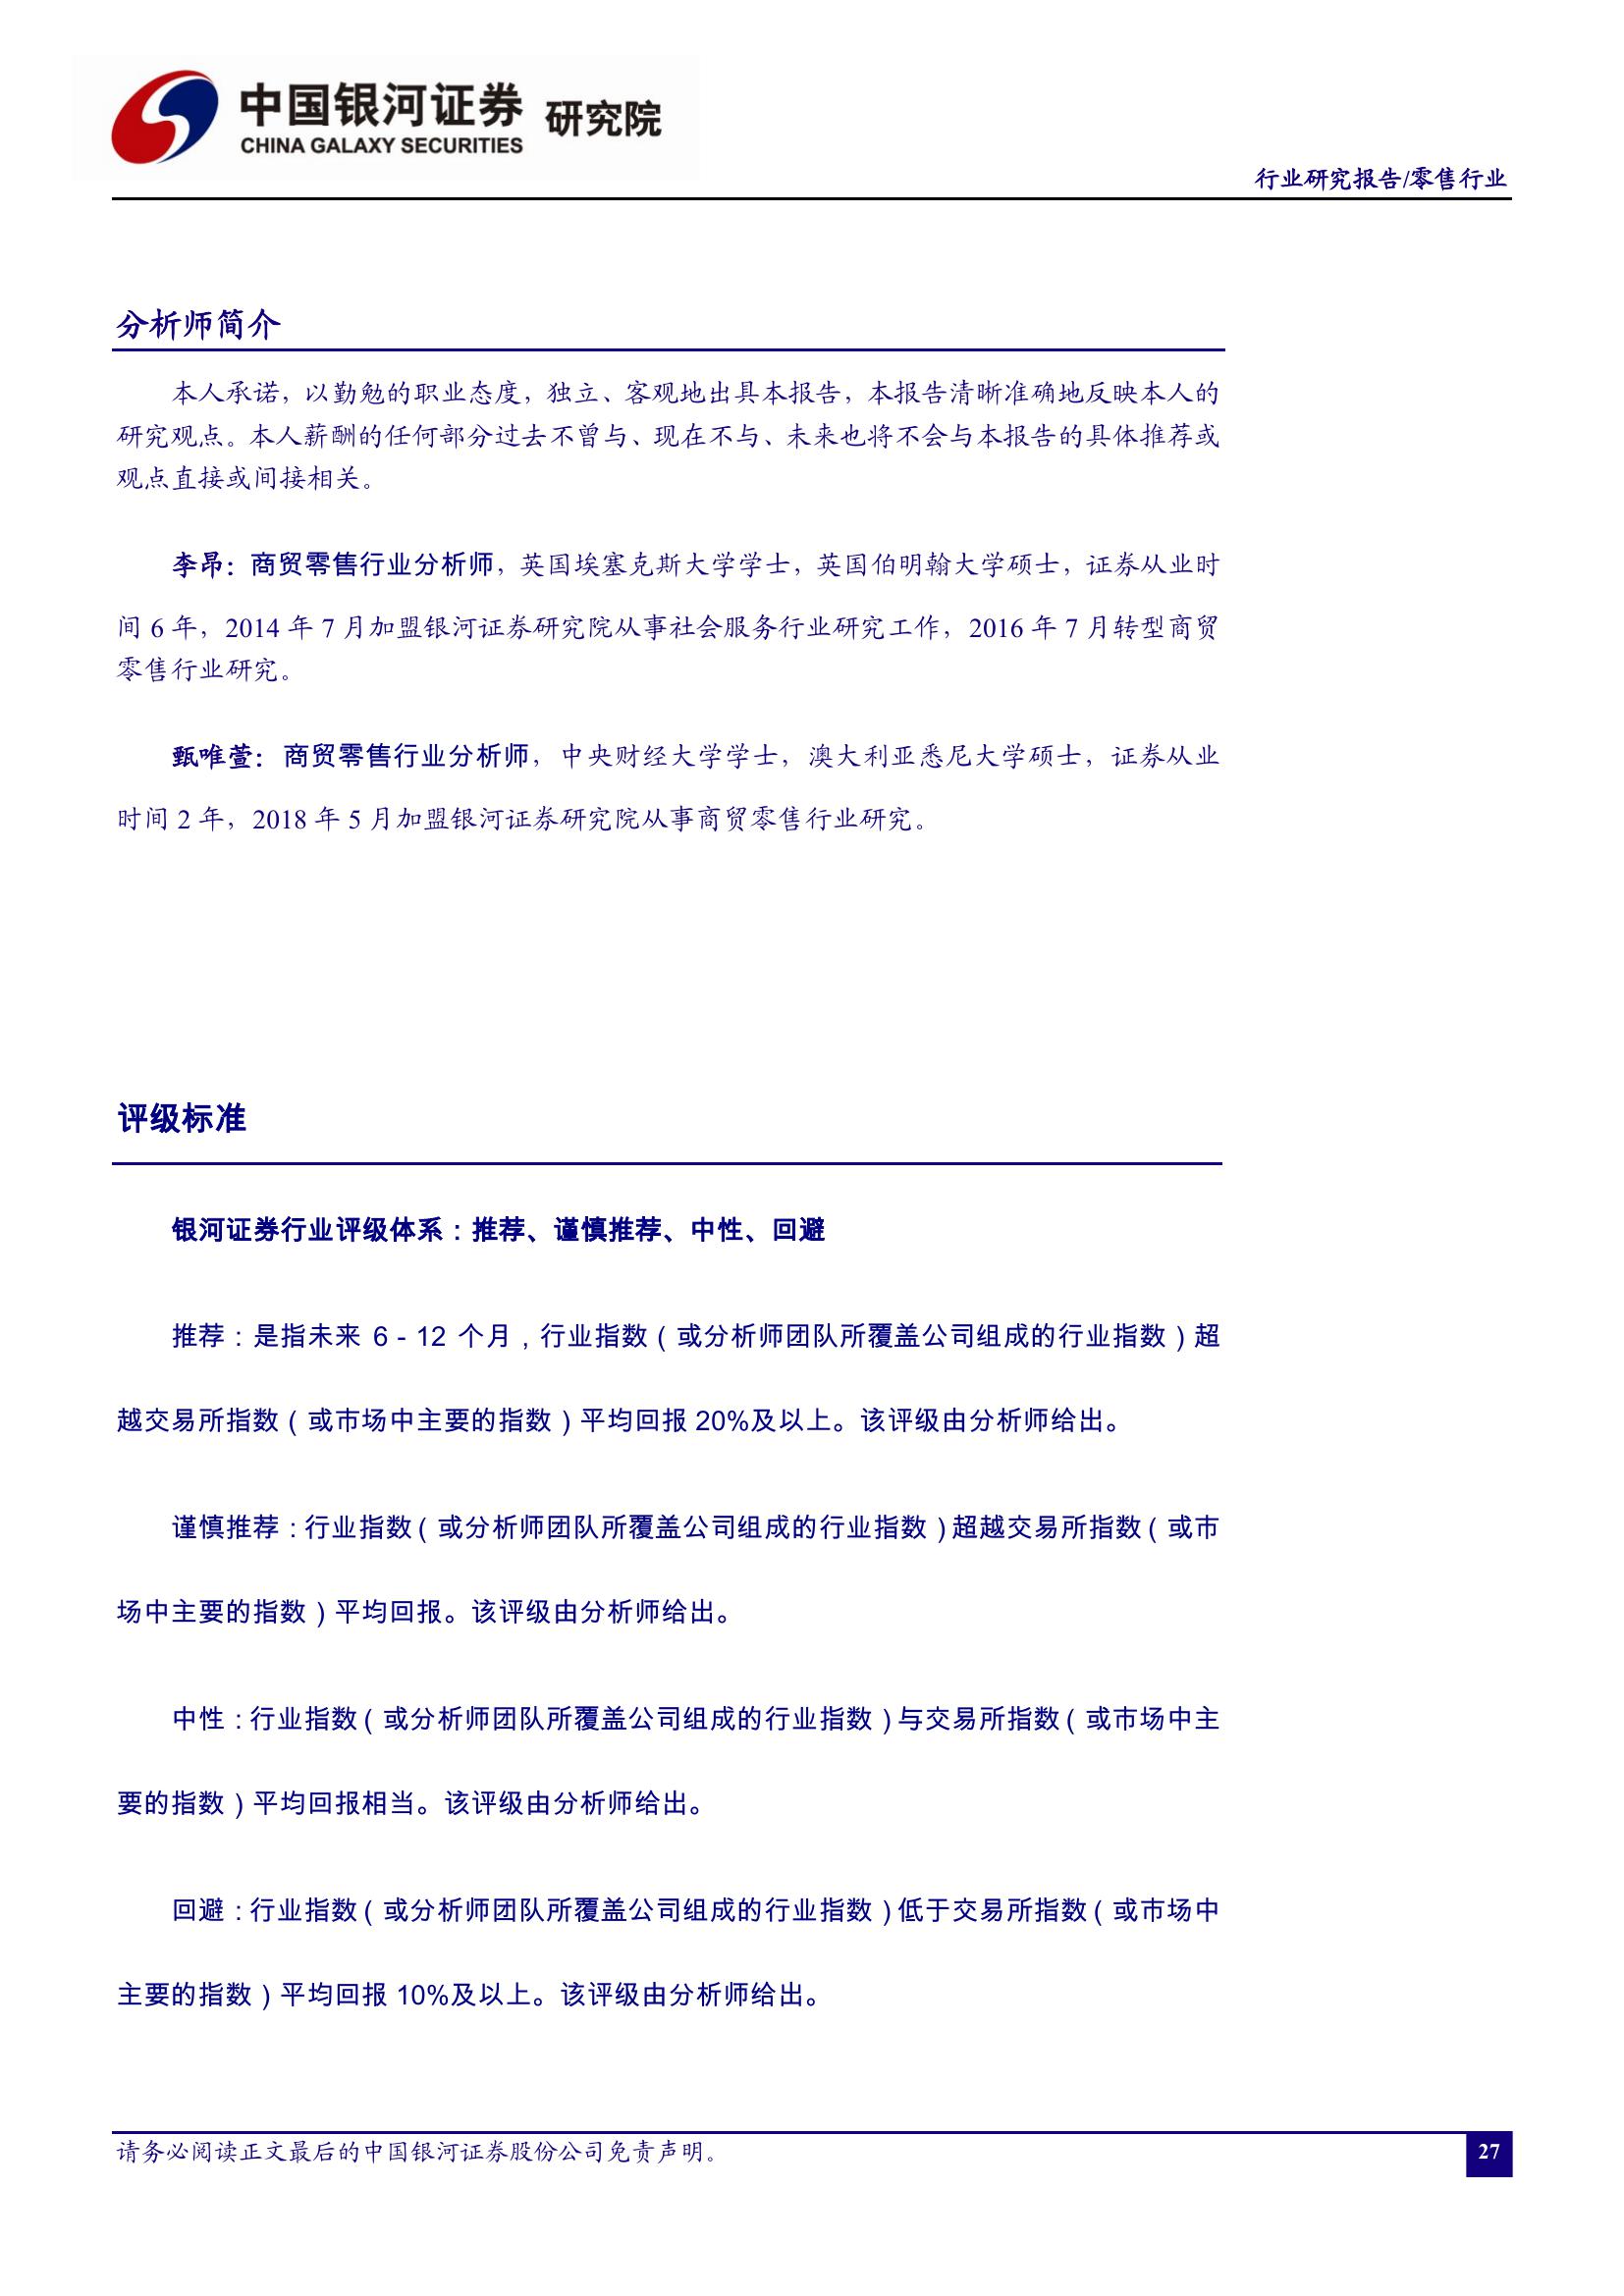 中国银河证券 研究院
CHINA GALAXY SECURITIES
行业研究报告/零售行业
分析师简介
本人承诺，以勤勉的职业态度，独立、客观地出具本报告，本报告清晰准确地反映本人的
研究观点。本人薪酬的任何部分过去不曾与、现在不与、未来也将不会与本报告的具体推荐或
观点直接或间接相关。
李昂：商贸零售行业分析师，英国埃塞克斯大学学士，英国伯明翰大学硕士，证券从业时
间 6 年，2014 年 7 月加盟银河证券研究院从事社会服务行业研究工作，2016 年 7 月转型商贸
零售行业研究。
甄唯萱：商贸零售行业分析师，中央财经大学学士，澳大利亚悉尼大学硕士，证券从业
时间 2 年，2018 年 5 月加盟银河证券研究院从事商贸零售行业研究。
评级标准
银河证券行业评级体系：推荐、谨慎推荐、中性、回避
推荐：是指未来 6－12 个月，行业指数（或分析师团队所覆盖公司组成的行业指数）超
越交易所指数（或市场中主要的指数）平均回报 20%及以上。该评级由分析师给出。
谨慎推荐：行业指数（或分析师团队所覆盖公司组成的行业指数）超越交易所指数（或市
场中主要的指数）平均回报。该评级由分析师给出。
中性：行业指数（或分析师团队所覆盖公司组成的行业指数）与交易所指数（或市场中主
要的指数）平均回报相当。该评级由分析师给出。
回避：行业指数（或分析师团队所覆盖公司组成的行业指数）低于交易所指数（或市场中
主要的指数）平均回报 10%及以上。该评级由分析师给出。
请务必阅读正文最后的中国银河证券股份公司免责声明。
27